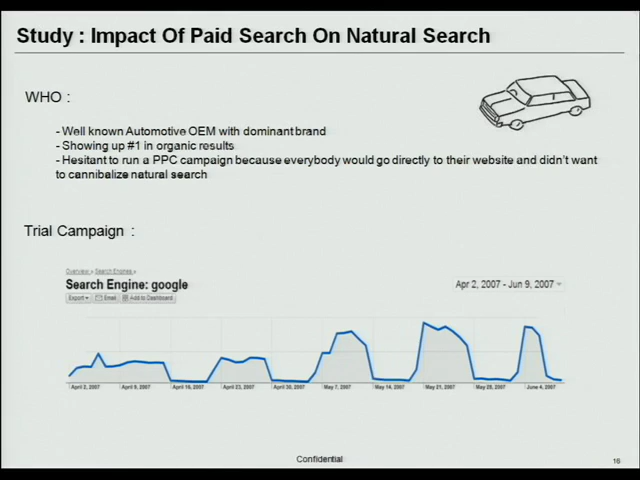 Study : Impact Of Paid Search On Natural Search
WHO :
- Well known Automotive OEM with dominant brand
- Showing up #1 in organic results
- Hesitant to run a PPC campaign because everybody would go directly to their website and didn't want
to cannibalize natural search
Trial Campaign :
Overview » Search Engines »
Search Engine: google
Apr 2, 2007 - Jun 9, 2007
Export Email Add to Dashboard
April 2, 2007 April 9, 2007 April 16, 2007 April 23, 2007 April 30, 2007 May 7, 2007 May 14, 2007 May 21, 2007 May 28, 2007 June 4, 2007
Confidential
16